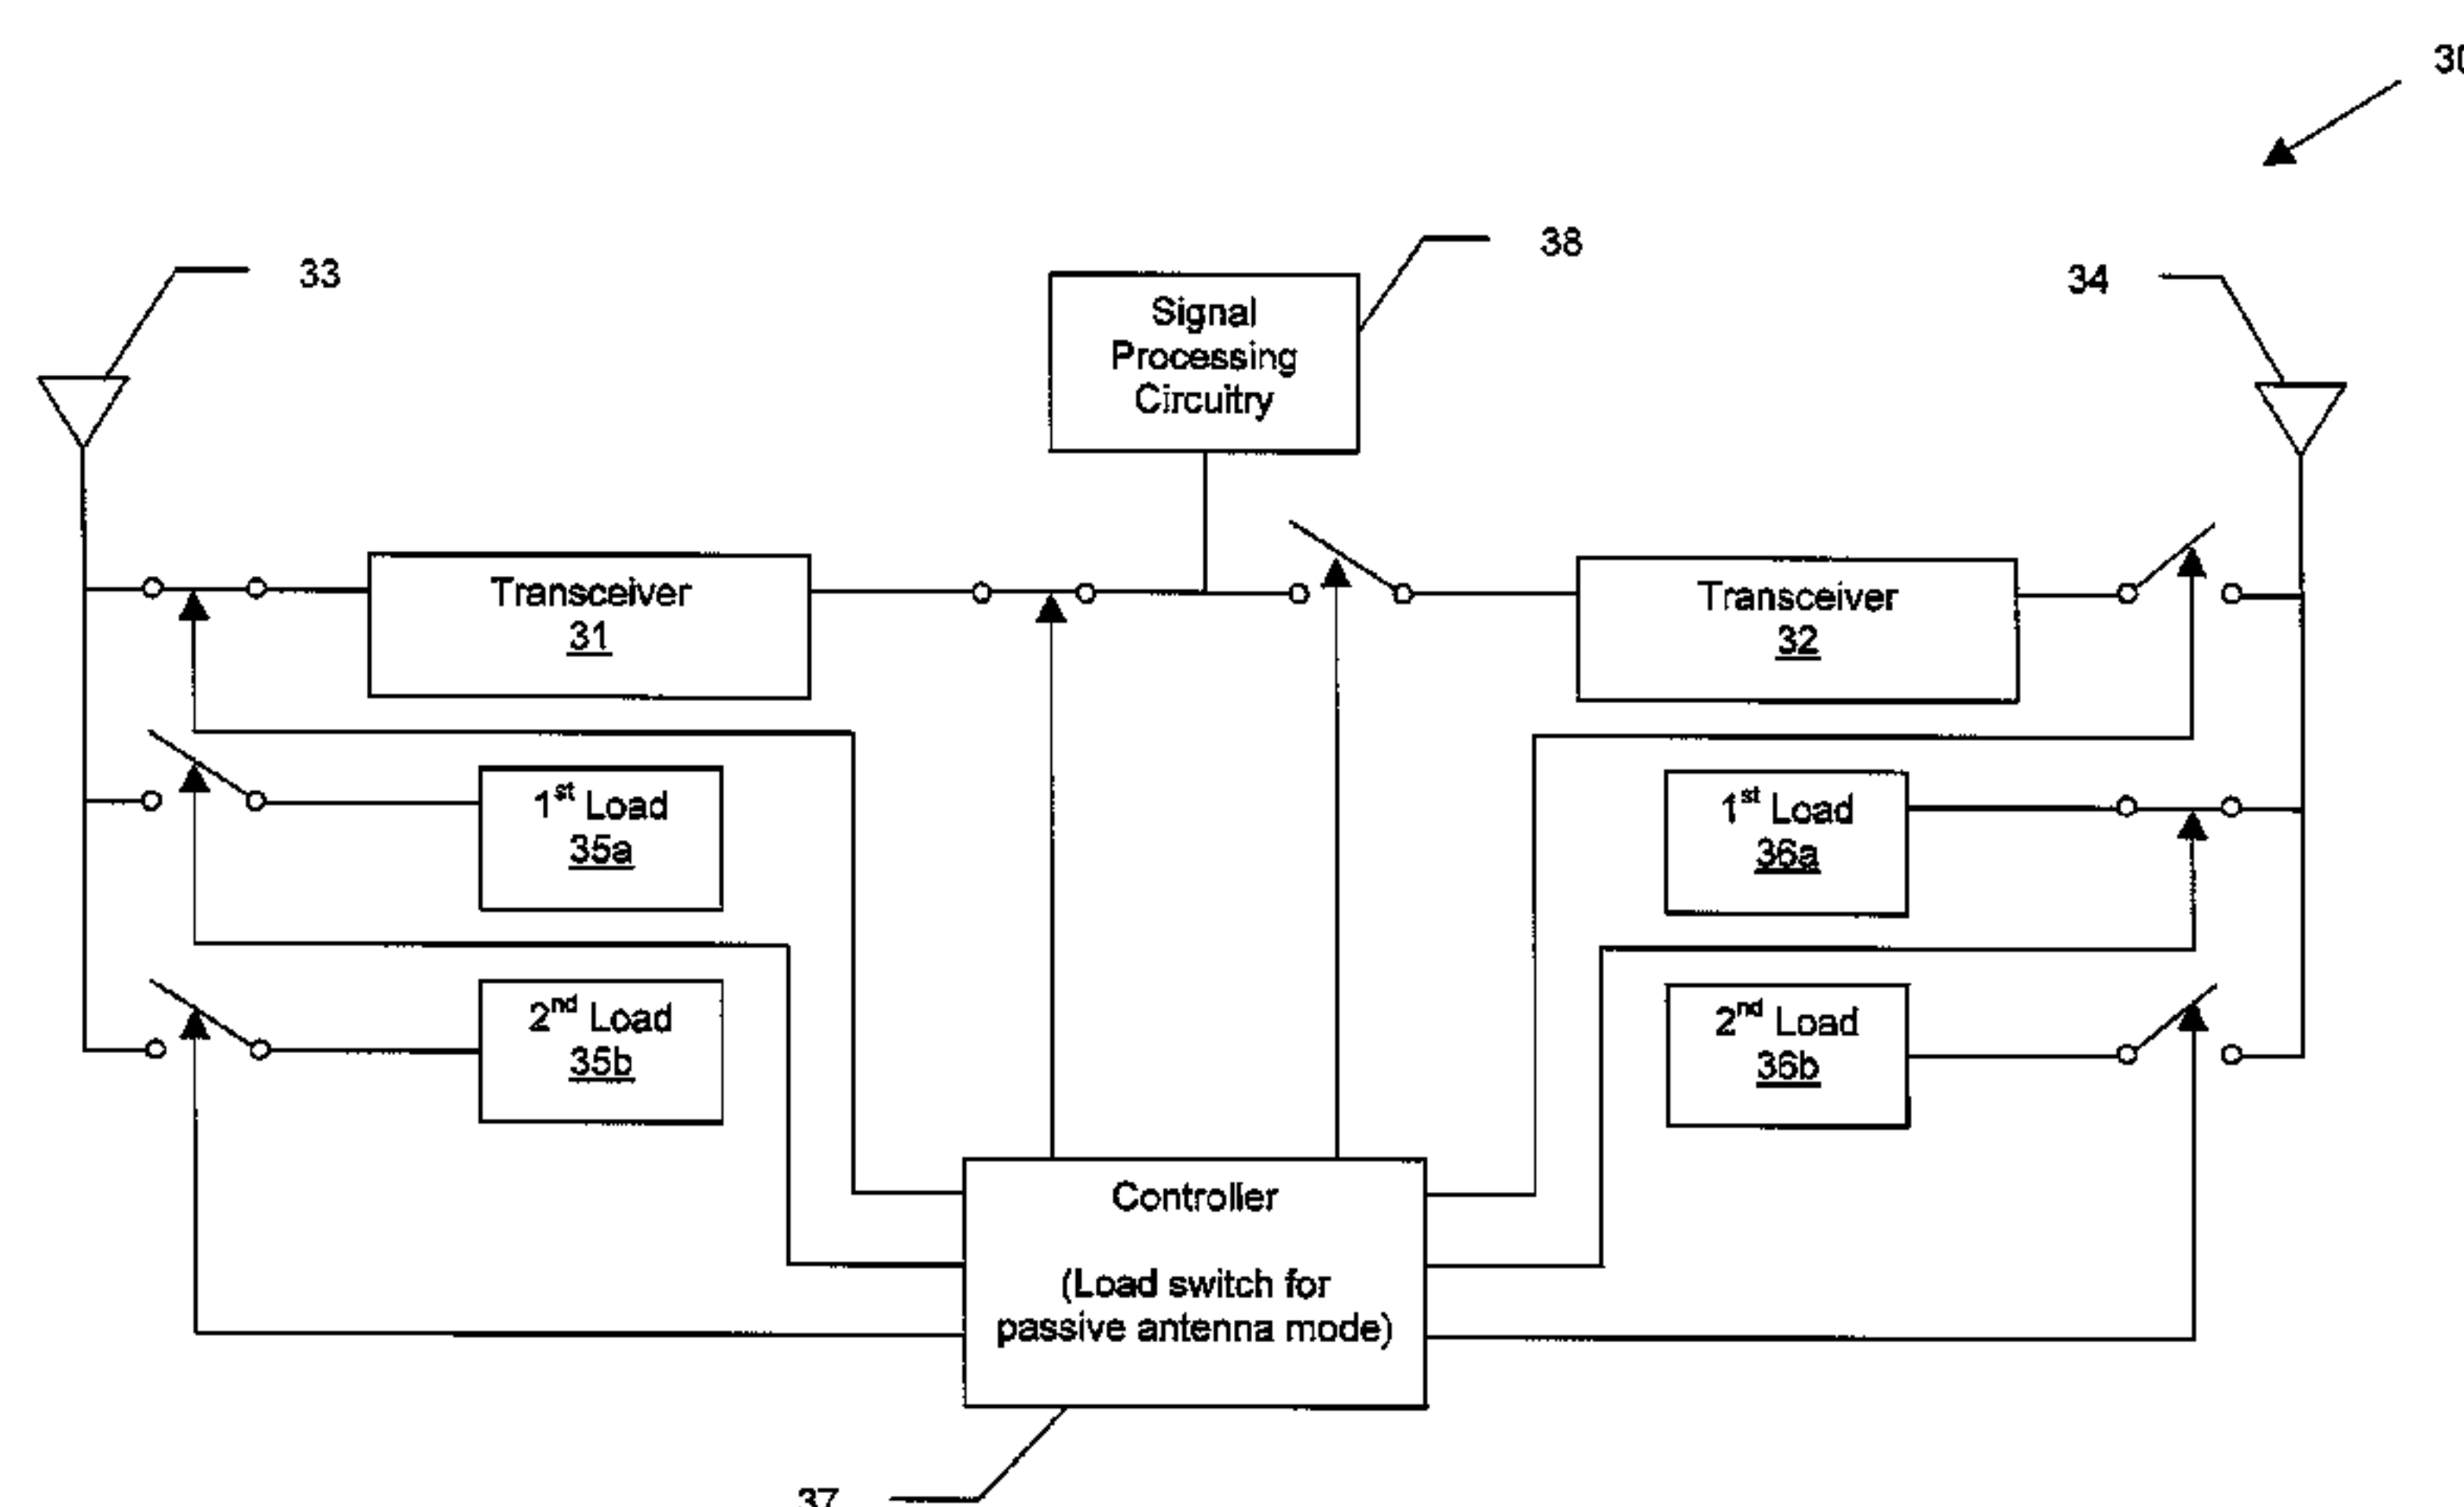 30
33
38
34
Signal
Processing
Circuitry
Transceiver
31
Transceiver
32
1st Load
35a
1st Load
36a
2nd Load
35b
2nd Load
36b
Controller
(Load switch for
passive antenna mode)
37